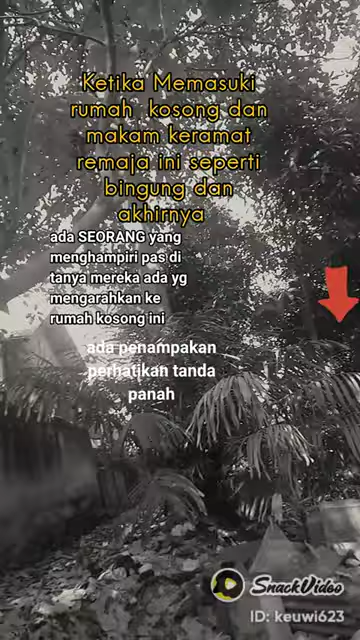 Ketika Memasuki
rumah kosong dan
makam keramat
remaja ini seperti
bingung dan
akhirnya
ada SEORANG yang
menghampiri pas di
tanya mereka ada yg
mengarahkan ke
rumah kosong ini
ada penampakan
perhatikan tanda
panah
SnackVideo
ID: keuwi623